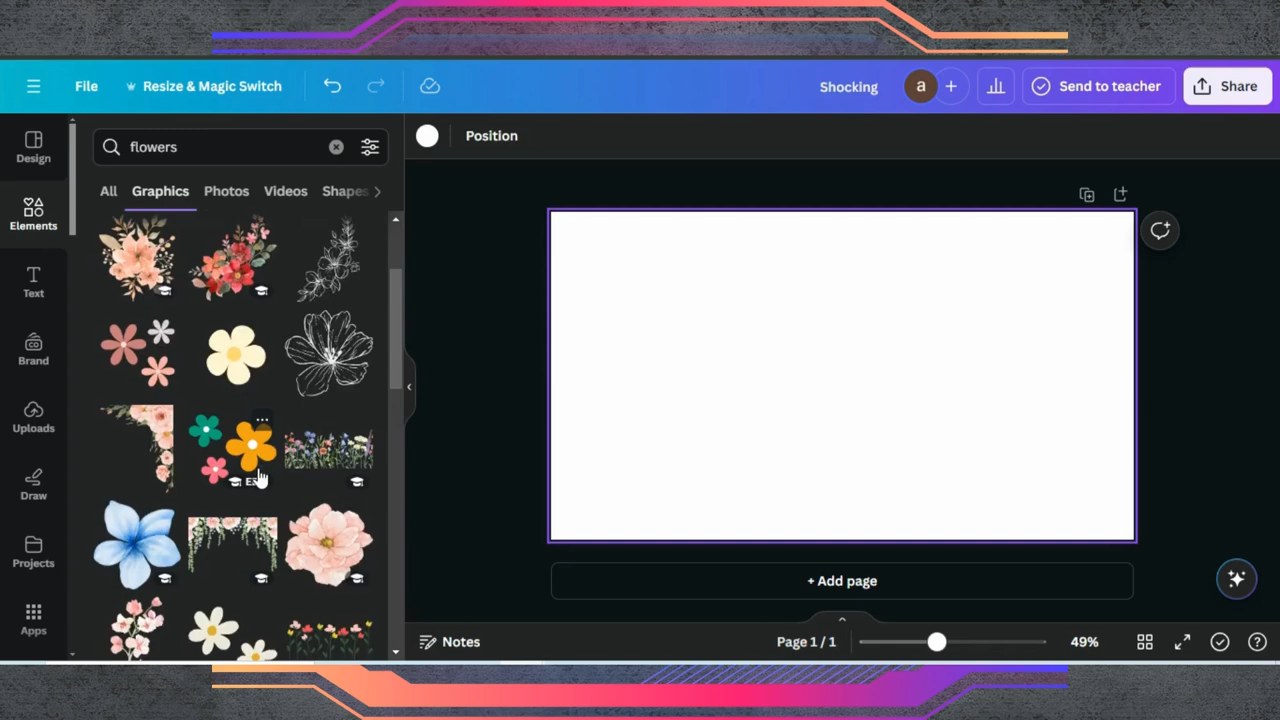 File
Resize & Magic Switch
Shocking
a
Send to teacher
Share
Design
Elements
Text
Brand
Uploads
Draw
Projects
Apps
flowers
All
Graphics
Photos
Videos
Shapes
Position
+ Add page
Notes
Page 1 / 1
49%